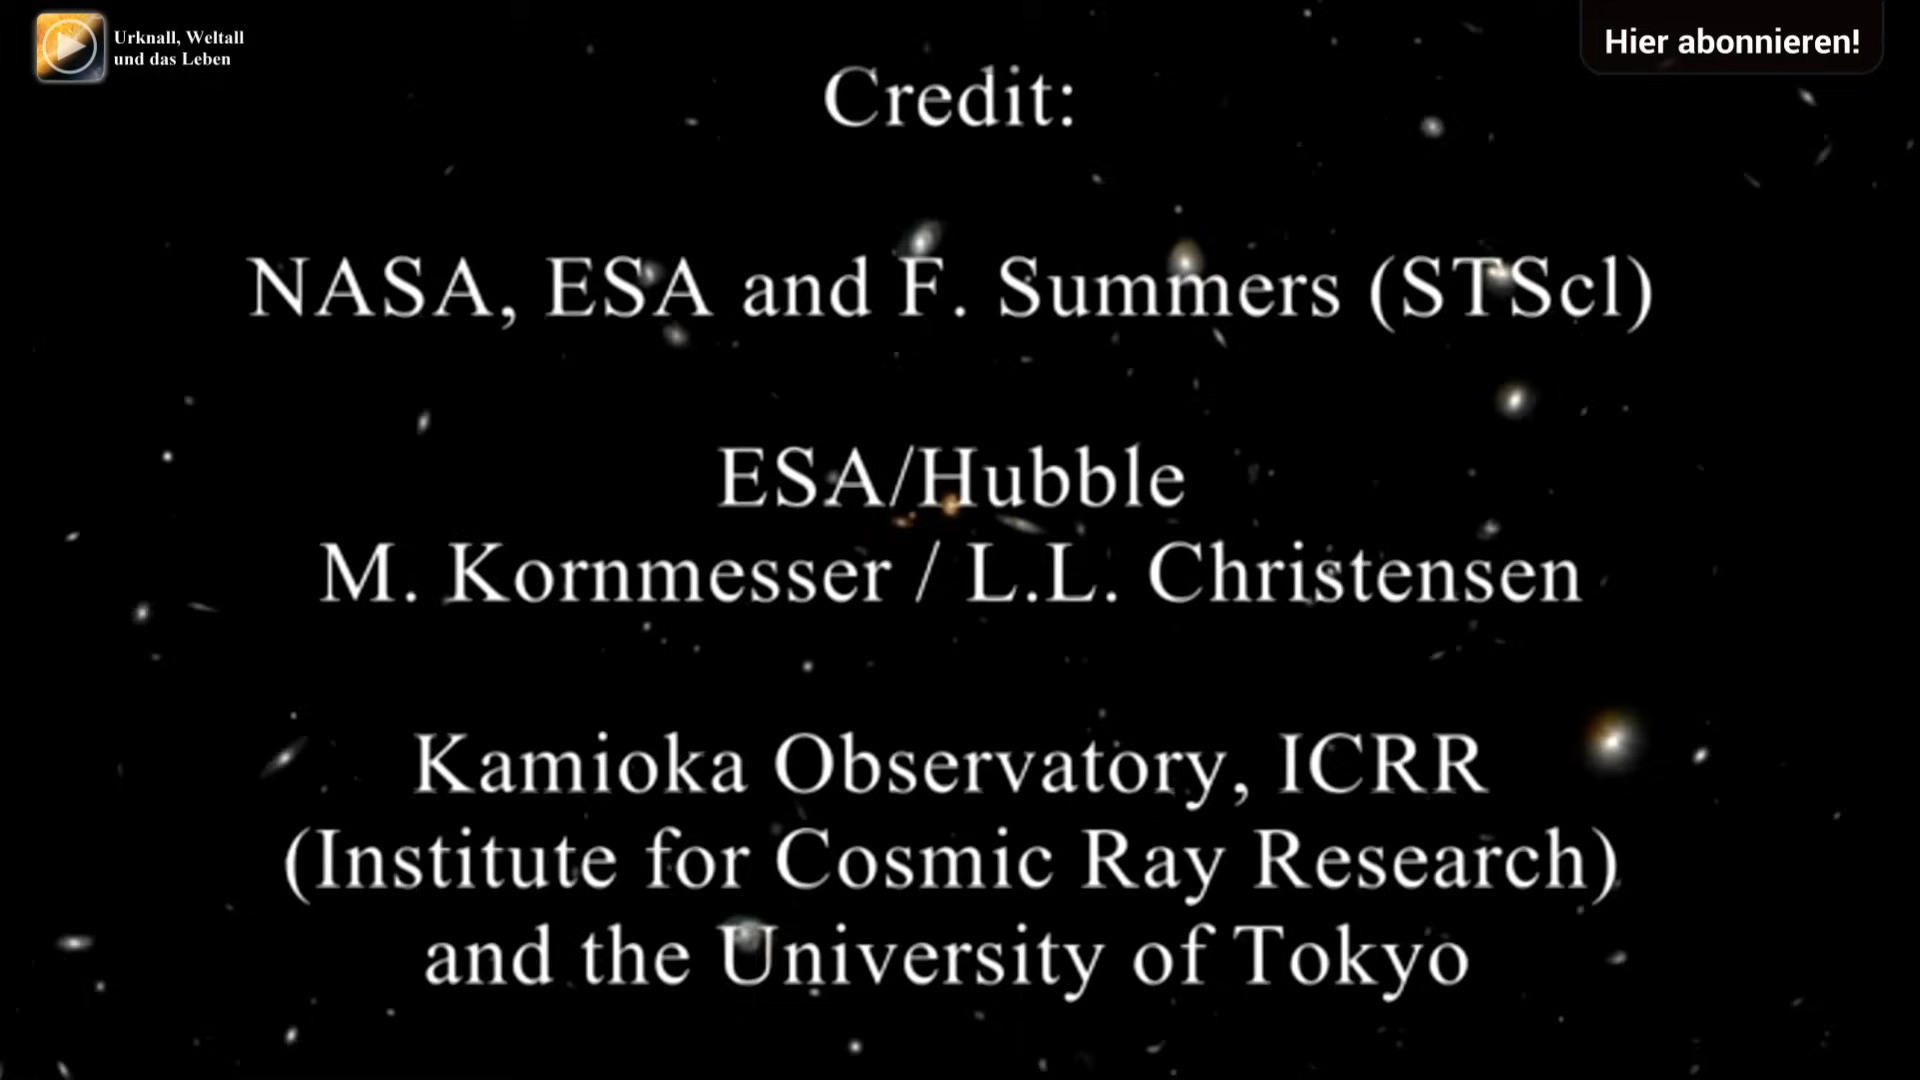 Urknall, Weltall
und das Leben
Hier abonnieren!
Credit:
NASA, ESA and F. Summers (STScl)
ESA/Hubble
M. Kornmesser / L.L. Christensen
Kamioka Observatory, ICRR
(Institute for Cosmic Ray Research)
and the University of Tokyo